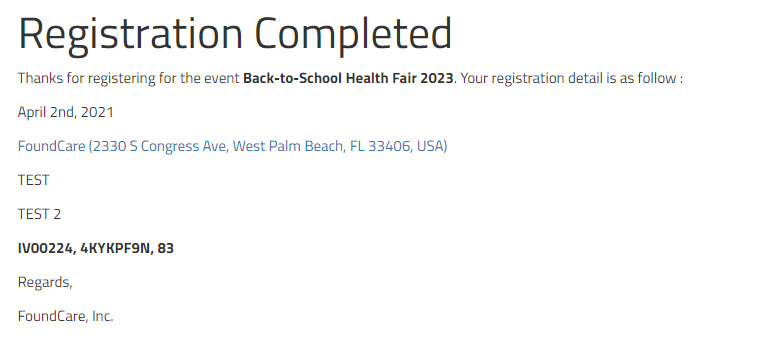 Registration Completed
Thanks for registering for the event Back-to-School Health Fair 2023. Your registration detail is as follow :
April 2nd, 2021
FoundCare (2330 S Congress Ave, West Palm Beach, FL 33406, USA)
TEST
TEST 2
IV00224, 4KYKPF9N, 83
Regards,
FoundCare, Inc.